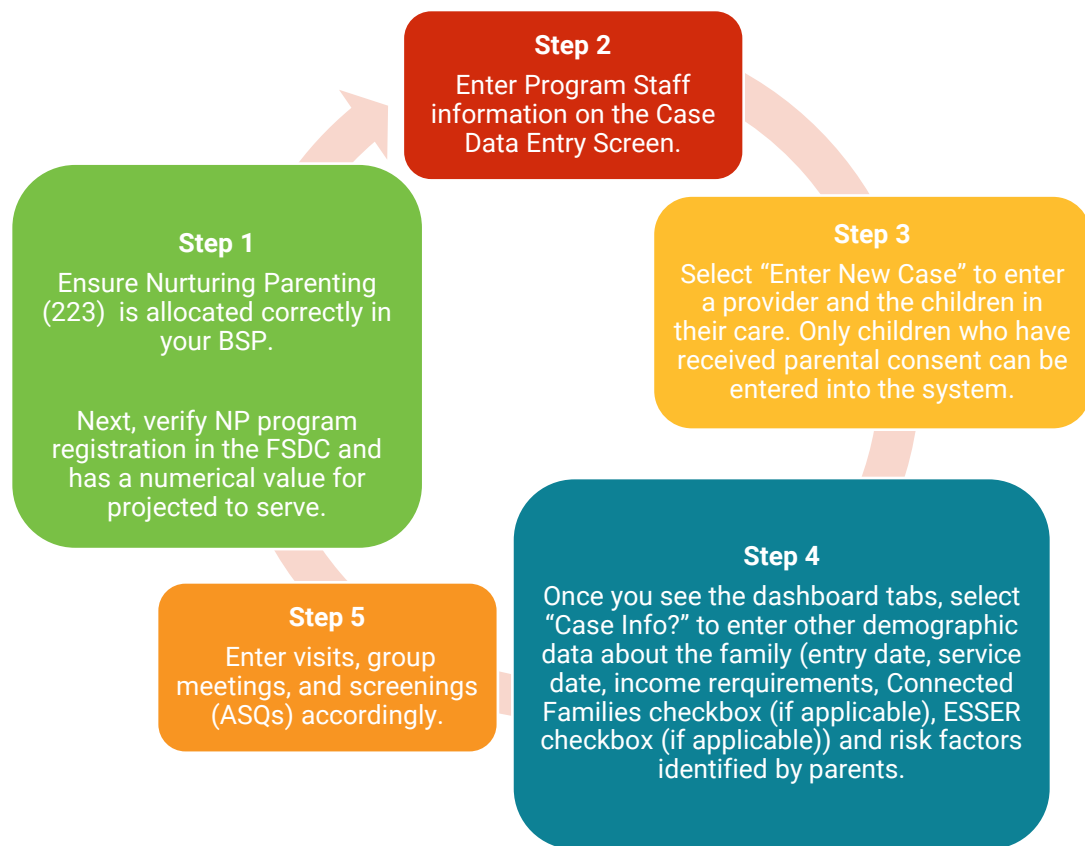 Step 1
Ensure Nurturing Parenting
(223)  is allocated correctly in
your BSP.
Next, verify NP program
registration in the FSDC and
has a numerical value for
projected to serve.
Step 2
Enter Program Staff
information on the Case
Data Entry Screen.
Step 3
Select “Enter New Case” to enter
a provider and the children in
their care. Only children who have
received parental consent can be
entered into the system.
Step 4
Once you see the dashboard tabs, select
“Case Info?” to enter other demographic
data about the family (entry date, service
date, income rerquirements, Connected
Families checkbox (if applicable), ESSER
checkbox (if applicable)) and risk factors
identified by parents.
Step 5
Enter visits, group
meetings, and screenings
(ASQs) accordingly.